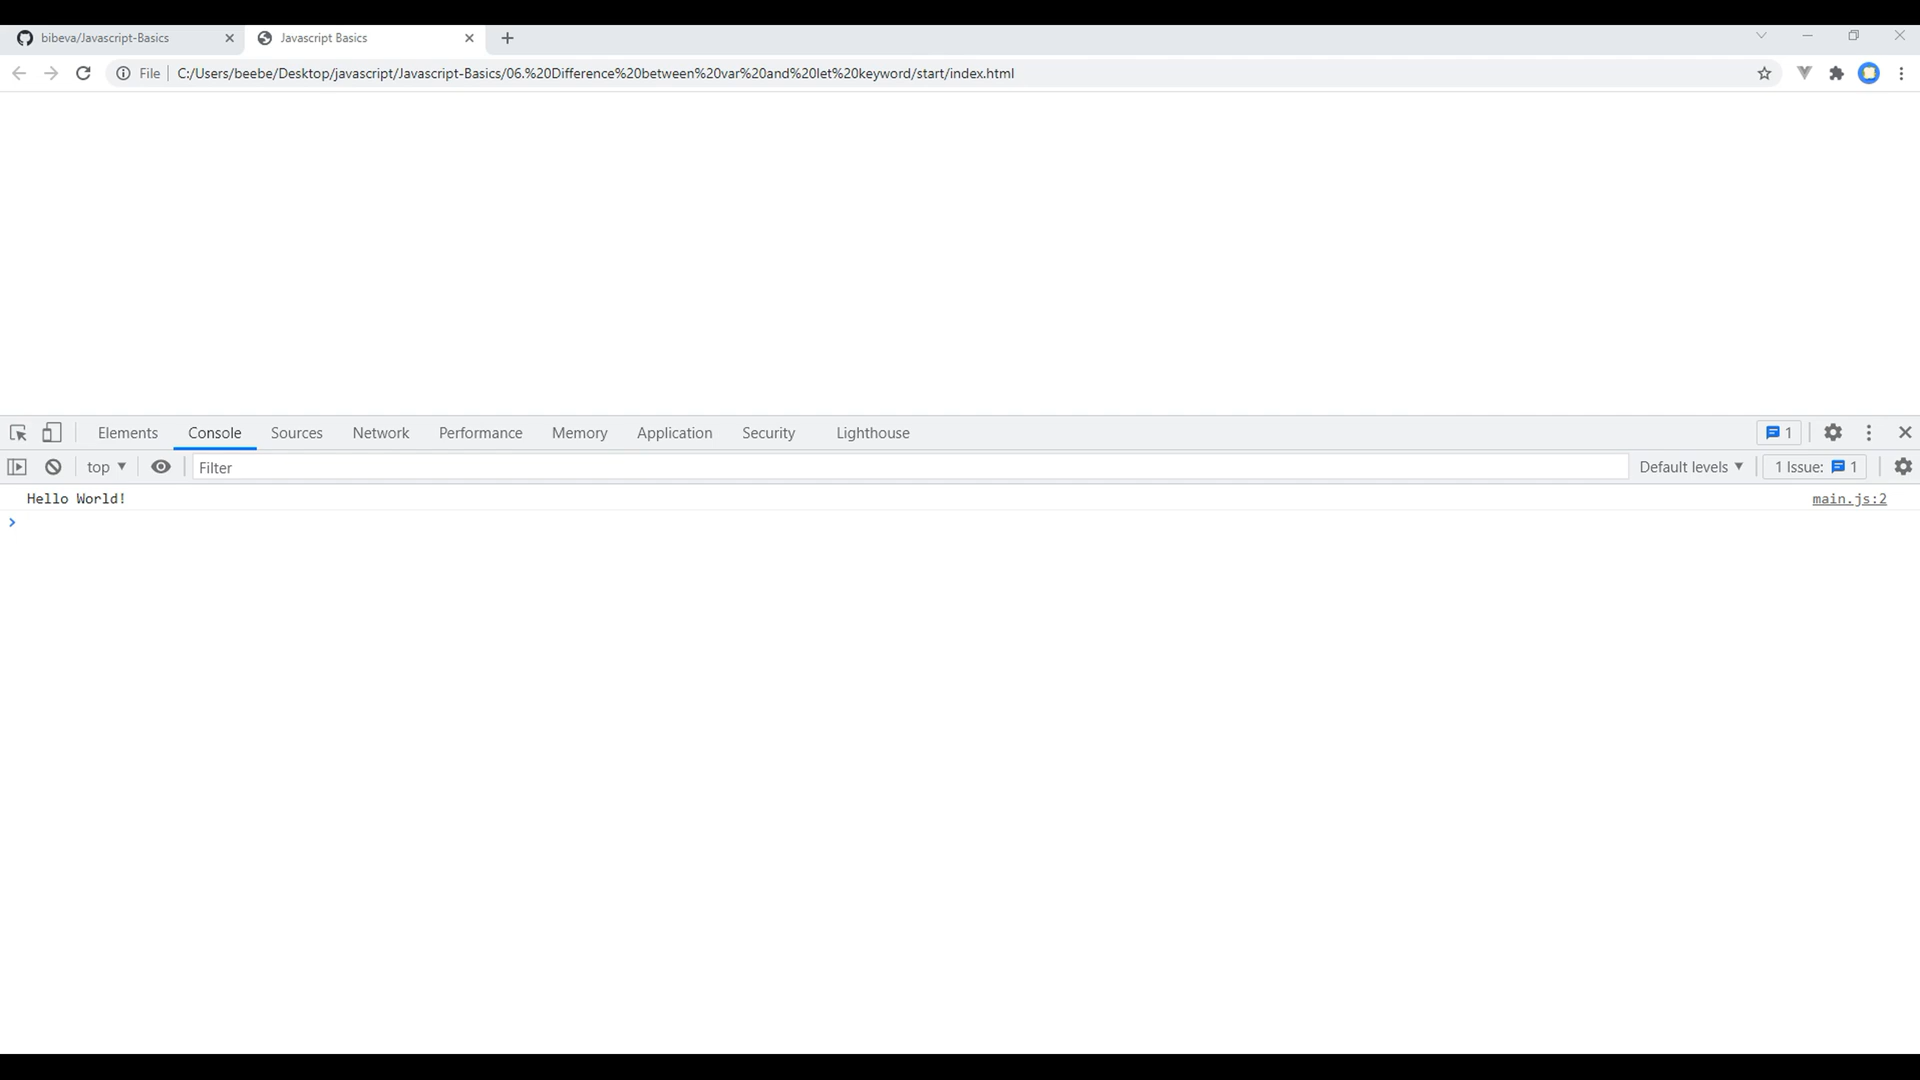 bibeva/Javascript-Basics
Javascript Basics
File
C:/Users/beebe/Desktop/javascript/Javascript-Basics/06.%20Difference%20between%20var%20and%20let%20keyword/start/index.html
Elements Console Sources Network Performance Memory Application Security Lighthouse 1
top Filter Default levels 1 Issue: 1
Hello World! main.js:2